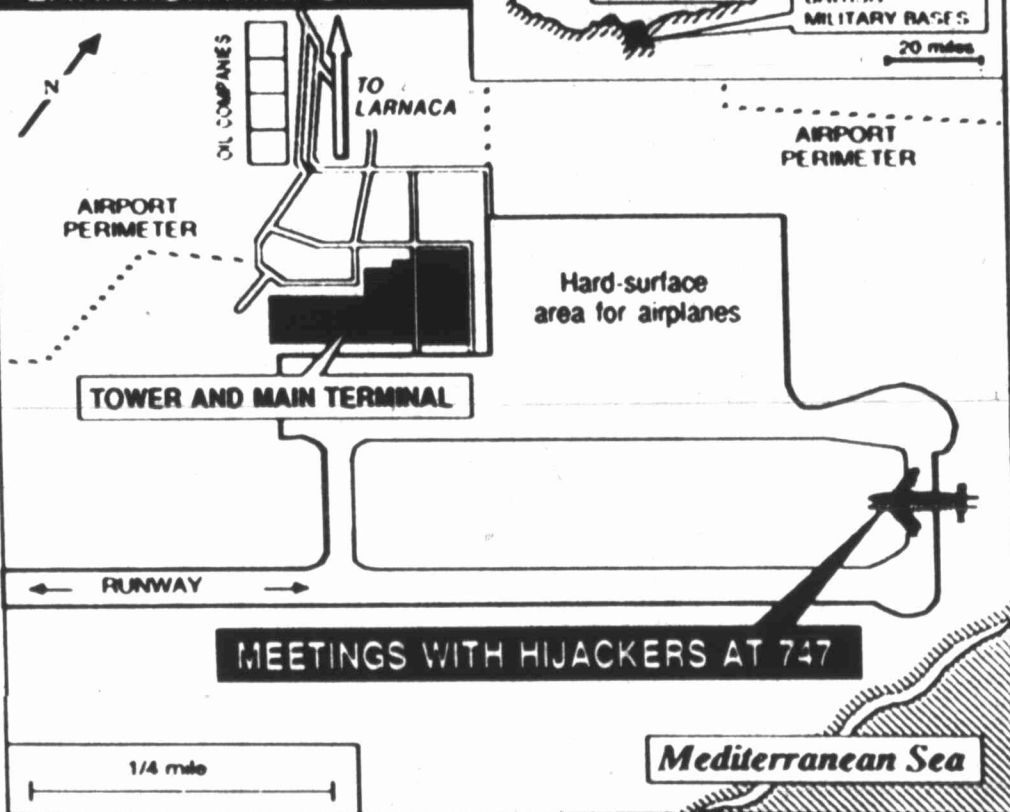 MILITARY BASES
20 miles
N
OIL COMPANIES
TO
LARNACA
AIRPORT
PERIMETER
AIRPORT
PERIMETER
Hard-surface
area for airplanes
TOWER AND MAIN TERMINAL
RUNWAY
MEETINGS WITH HIJACKERS AT 747
Mediterranean Sea
1/4 mile